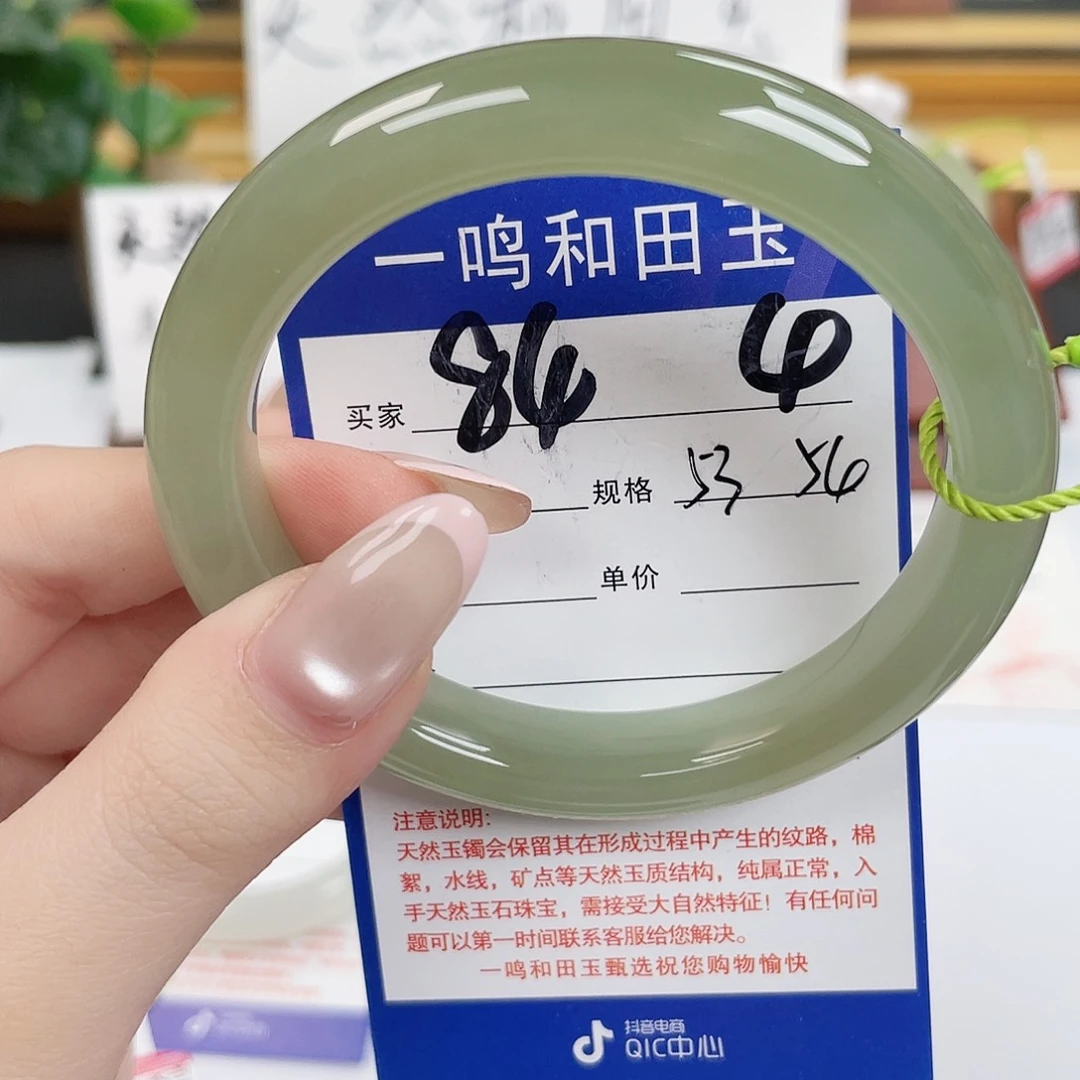 一鸣和田玉
买家 84 4
规格 53 56
单价
注意说明:
天然玉镯会保留其在形成过程中产生的纹路，棉
絮，水线，矿点等天然玉质结构，纯属正常，入
手天然玉石珠宝，需接受大自然特征！有任何问
题可以第一时间联系客服给您解决。
一鸣和田玉甄选祝您购物愉快
抖音电商
QIC中心